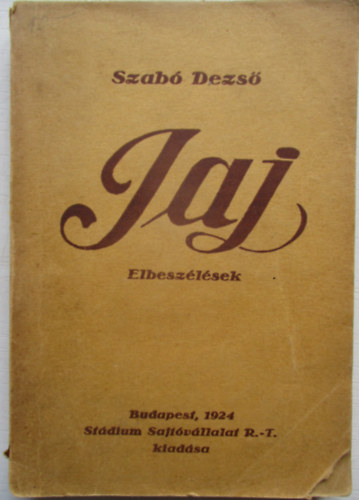 Szabó Dezső
Jaj
Elbeszélések
Budapest, 1924
Stádium Sajtóvállalat R.-T.
kiadása